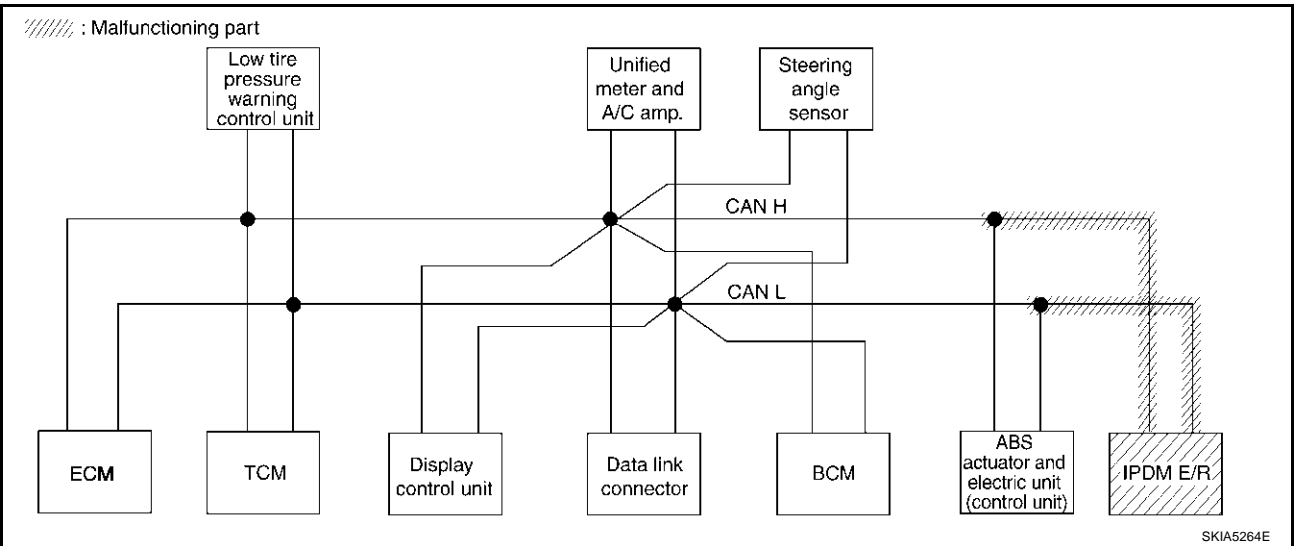 : Malfunctioning part
Low tire
pressure
warning
control unit
Unified
meter and
A/C amp.
Steering
angle
sensor
CAN H
CAN L
ECM
TCM
Display
control unit
Data link
connector
BCM
ABS
actuator and
electric unit
(control unit)
IPDM E/R
SKIA5264E